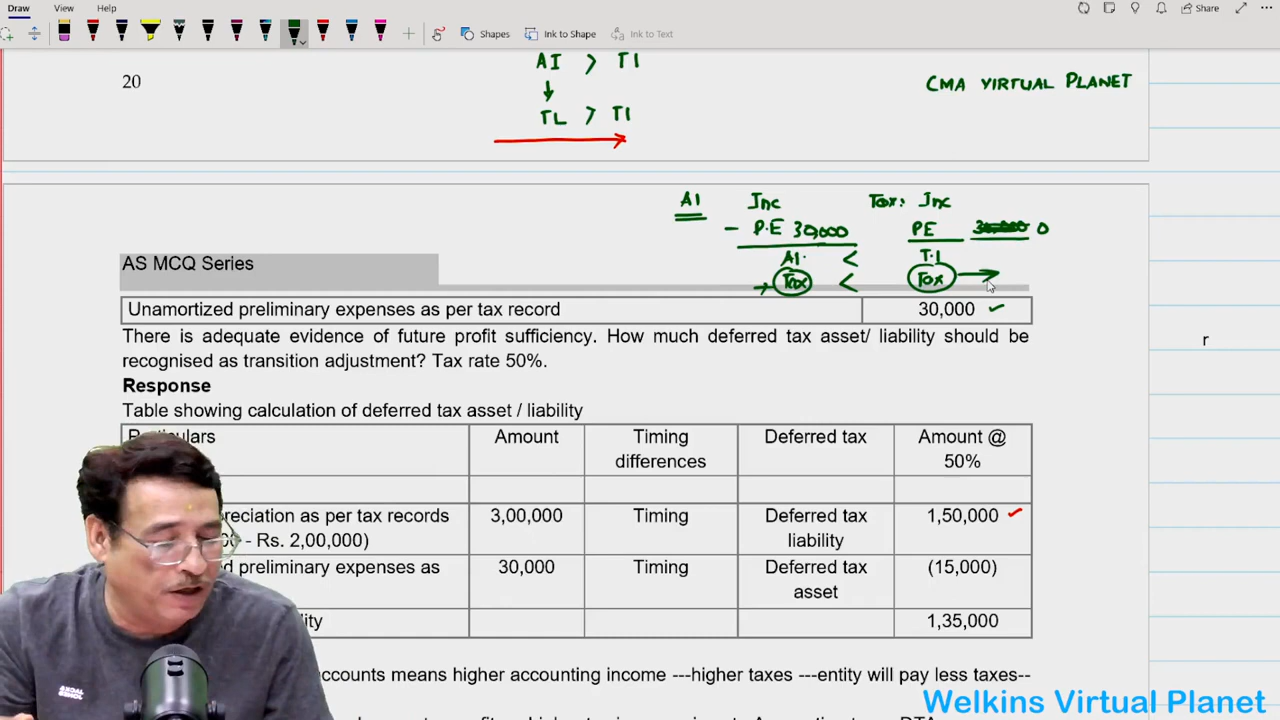 Draw View Help
Share
Shapes Ink to Shape Ink to Text
AI > TI
20
CMA VIRTUAL PLANET
TL > TI
AI Inc Tax: Inc
- P.E 30,000 PE 30,000 0
AI. < T.I
Tax < Tax
AS MCQ Series
Unamortized preliminary expenses as per tax record 30,000
There is adequate evidence of future profit sufficiency. How much deferred tax asset/ liability should be
r
recognised as transition adjustment? Tax rate 50%.
Response
Table showing calculation of deferred tax asset / liability
Particulars Amount Timing differences Deferred tax Amount @ 50%
reciation as per tax records 3,00,000 Timing Deferred tax liability 1,50,000
00 - Rs. 2,00,000)
d preliminary expenses as 30,000 Timing Deferred tax asset (15,000)
ity 1,35,000
accounts means higher accounting income ---higher taxes ---entity will pay less taxes--
Welkins Virtual Planet